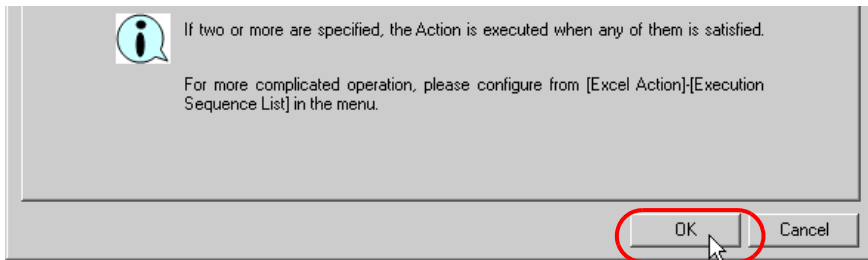 If two or more are specified, the Action is executed when any of them is satisfied.
For more complicated operation, please configure from [Excel Action]-[Execution
Sequence List] in the menu.
OK Cancel